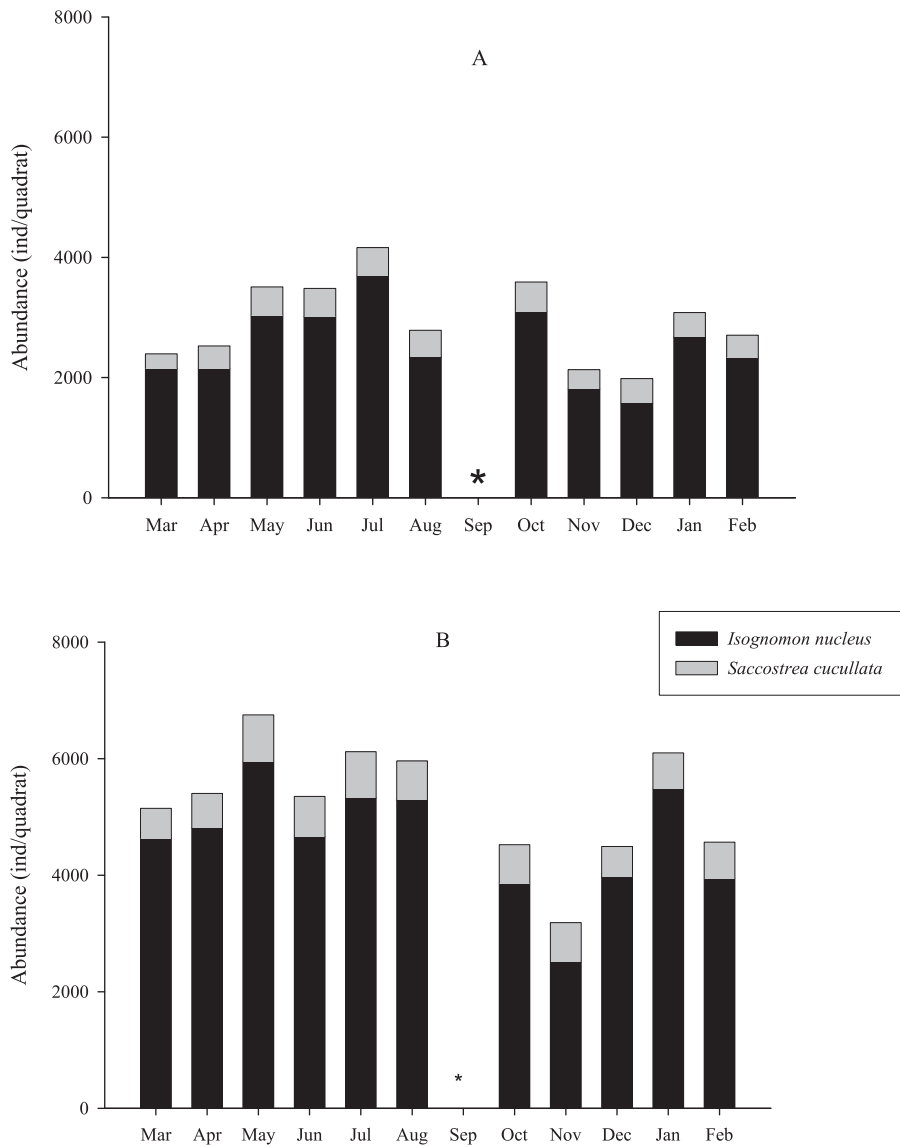 A
8000
6000
4000
2000
0
Abundance (ind/quadrat)
*
Mar Apr May Jun Jul Aug Sep Oct Nov Dec Jan Feb
B
Isognomon nucleus
Saccostrea cucullata
8000
6000
4000
2000
0
Abundance (ind/quadrat)
*
Mar Apr May Jun Jul Aug Sep Oct Nov Dec Jan Feb